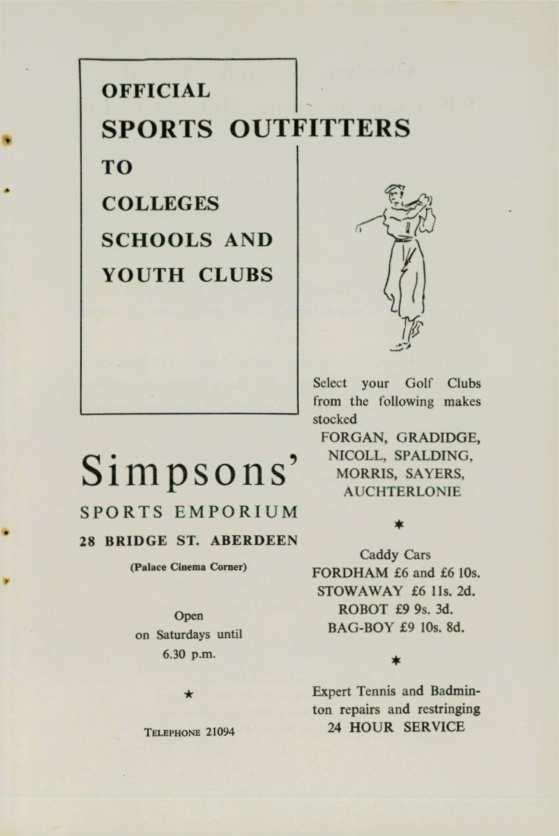 OFFICIAL
SPORTS OUTFITTERS
TO
COLLEGES
SCHOOLS AND
YOUTH CLUBS
Simpsons'
SPORTS EMPORIUM
28 BRIDGE ST. ABERDEEN
(Palace Cinema Corner)
Open
on Saturdays until
6.30 p.m.
★
TELEPHONE 21094
Select your Golf Clubs
from the following makes
stocked
FORGAN, GRADIDGE,
NICOLL, SPALDING,
MORRIS, SAYERS,
AUCHTERLONIE
*
Caddy Cars
FORDHAM £6 and £6 10s.
STOWAWAY £6 11s. 2d.
ROBOT £9 9s. 3d.
BAG-BOY £9 10s. 8d.
*
Expert Tennis and Badmin-
ton repairs and restringing
24 HOUR SERVICE